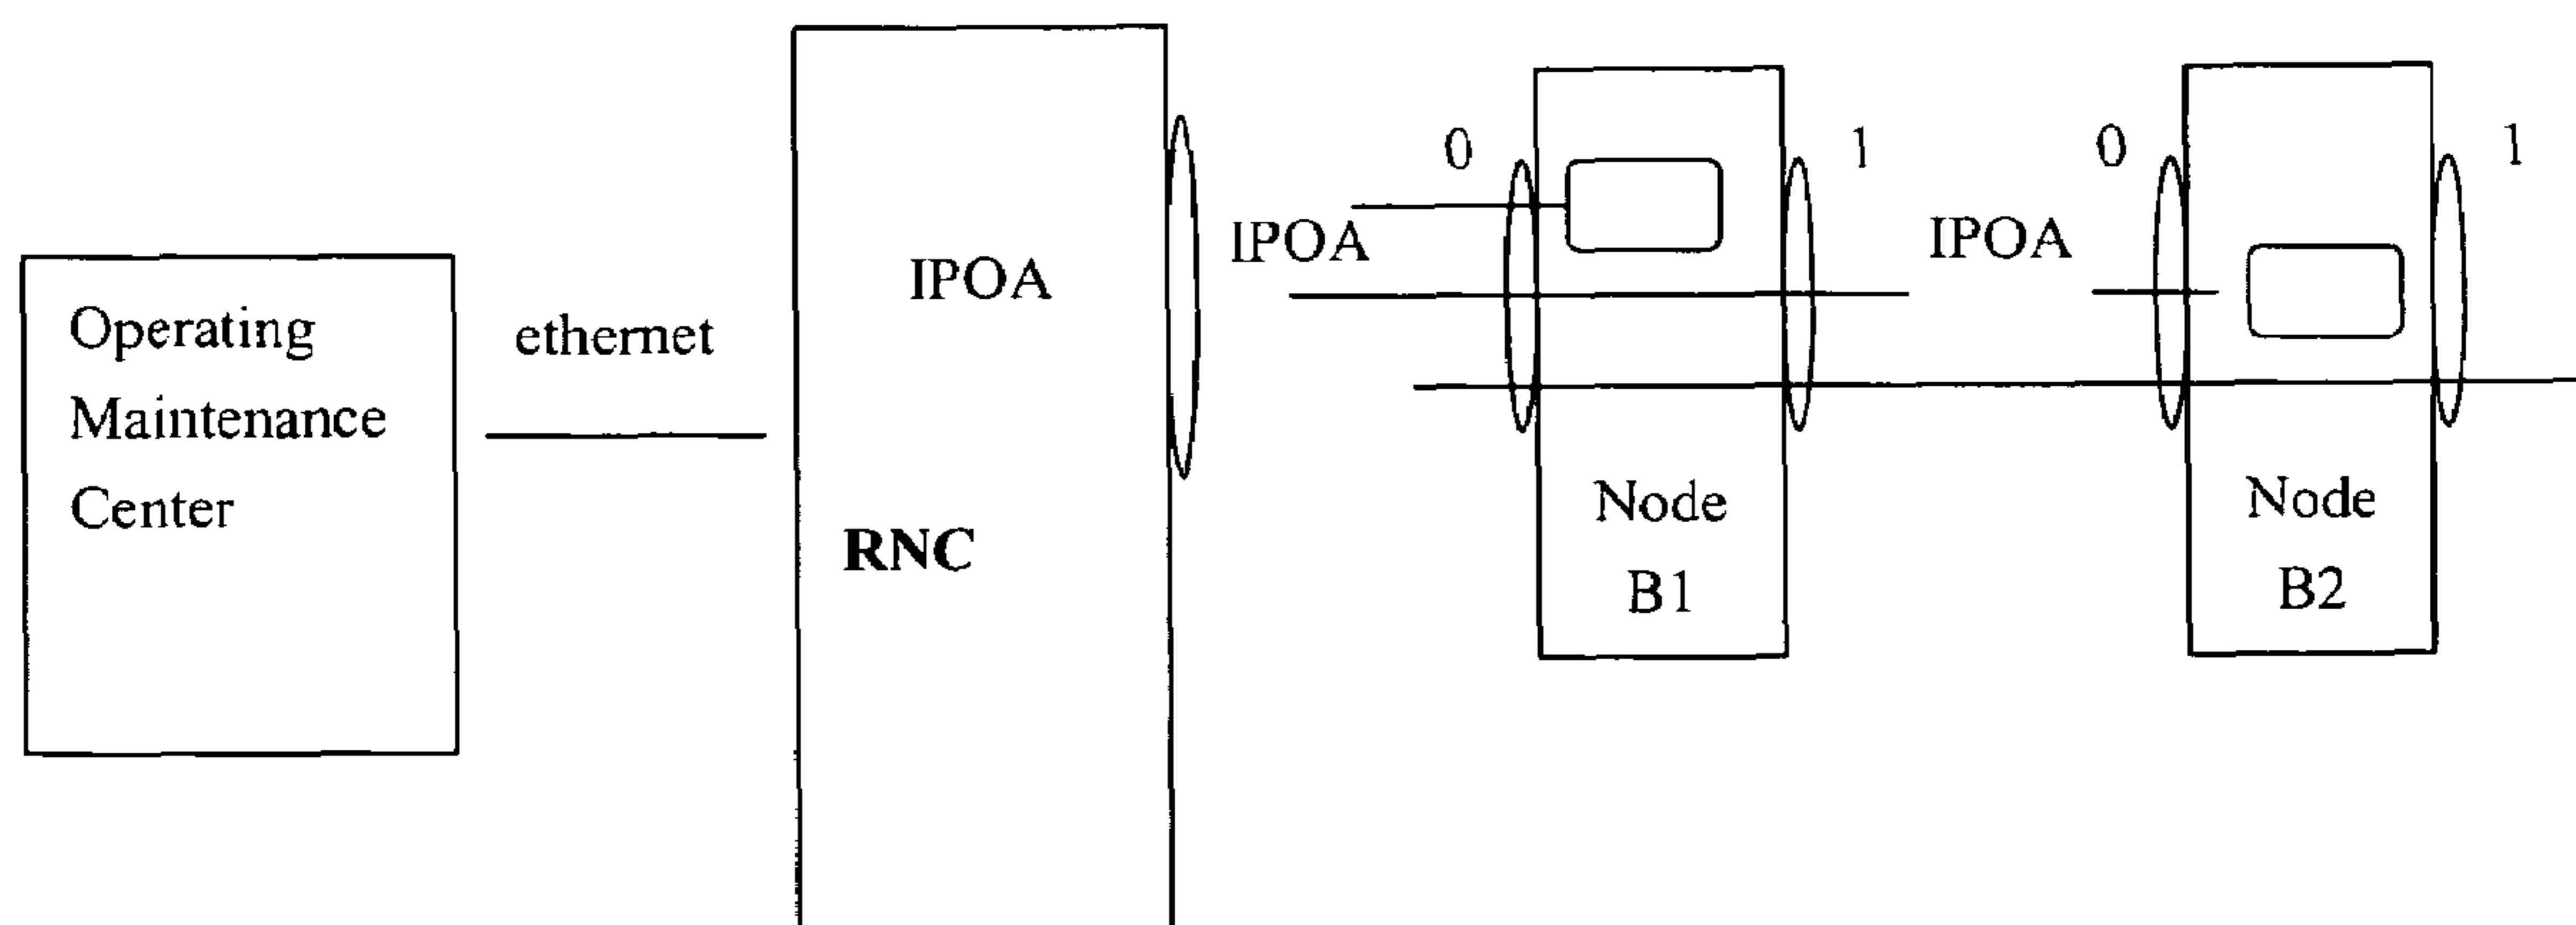 Operating
Maintenance
Center
ethernet
IPOA
RNC
IPOA
0
1
Node
B1
IPOA
0
1
Node
B2